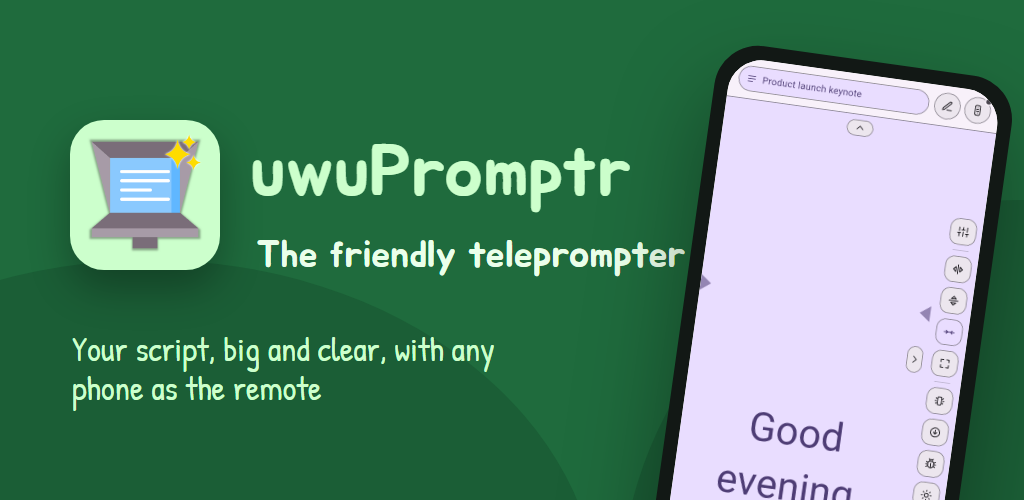 uwuPromptr
The friendly teleprompter
Your script, big and clear, with any
phone as the remote
Product launch keynote
Good
evening